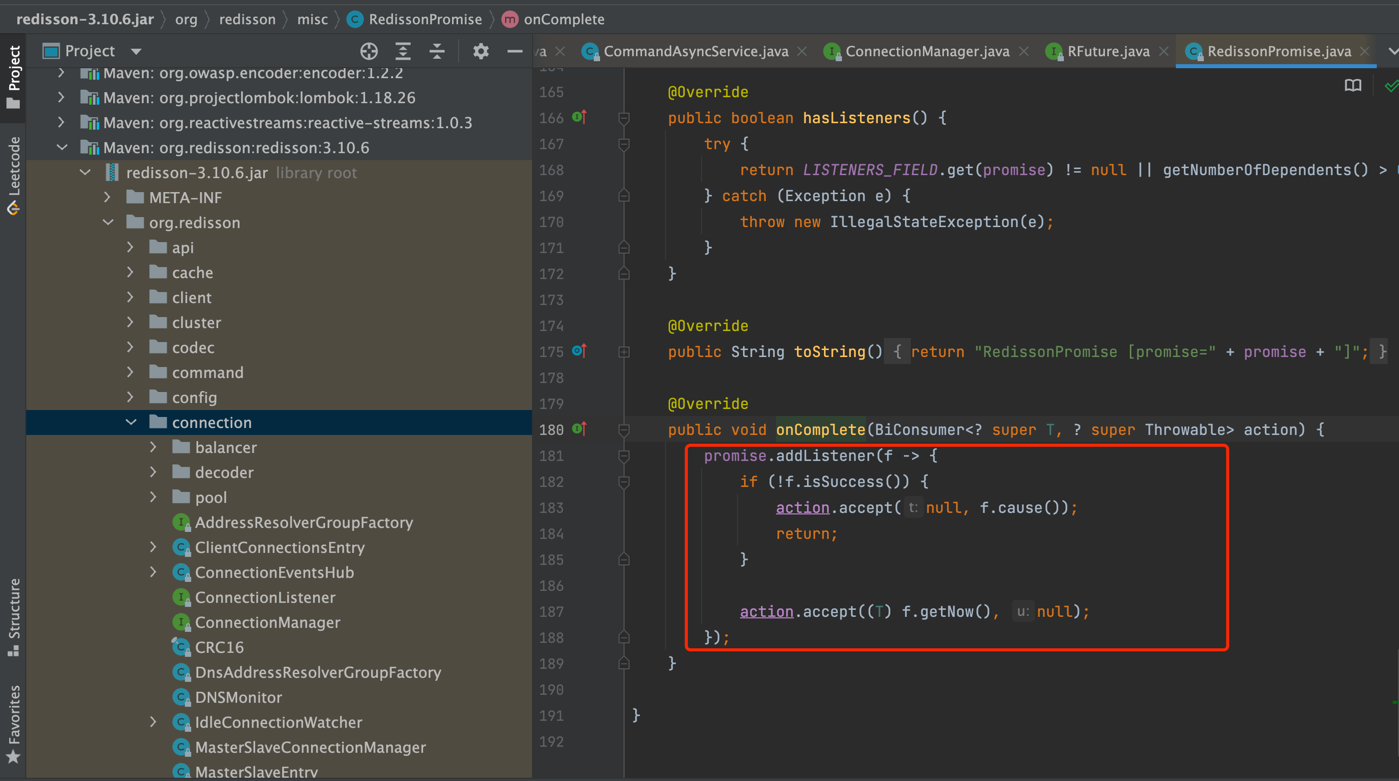 redisson-3.10.6.jar org redisson misc RedissonPromise onComplete
Project
va CommandAsyncService.java ConnectionManager.java RFuture.java RedissonPromise.java
Project
Leetcode
Structure
Favorites
Maven: org.owasp.encoder:encoder:1.2.2
Maven: org.projectlombok:lombok:1.18.26
Maven: org.reactivestreams:reactive-streams:1.0.3
Maven: org.redisson:redisson:3.10.6
redisson-3.10.6.jar library root
META-INF
org.redisson
api
cache
client
cluster
codec
command
config
connection
balancer
decoder
pool
AddressResolverGroupFactory
ClientConnectionsEntry
ConnectionEventsHub
ConnectionListener
ConnectionManager
CRC16
DnsAddressResolverGroupFactory
DNSMonitor
IdleConnectionWatcher
MasterSlaveConnectionManager
MasterSlaveEntry
164
165 @Override
166 public boolean hasListeners() {
167 try {
168 return LISTENERS_FIELD.get(promise) != null || getNumberOfDependents() >
169 } catch (Exception e) {
170 throw new IllegalStateException(e);
171 }
172 }
173
174 @Override
175 public String toString() { return "RedissonPromise [promise=" + promise + "]"; }
178
179 @Override
180 public void onComplete(BiConsumer<? super T, ? super Throwable> action) {
181 promise.addListener(f -> {
182 if (!f.isSuccess()) {
183 action.accept( t: null, f.cause());
184 return;
185 }
186
187 action.accept((T) f.getNow(), u: null);
188 });
189 }
190
191 }
192